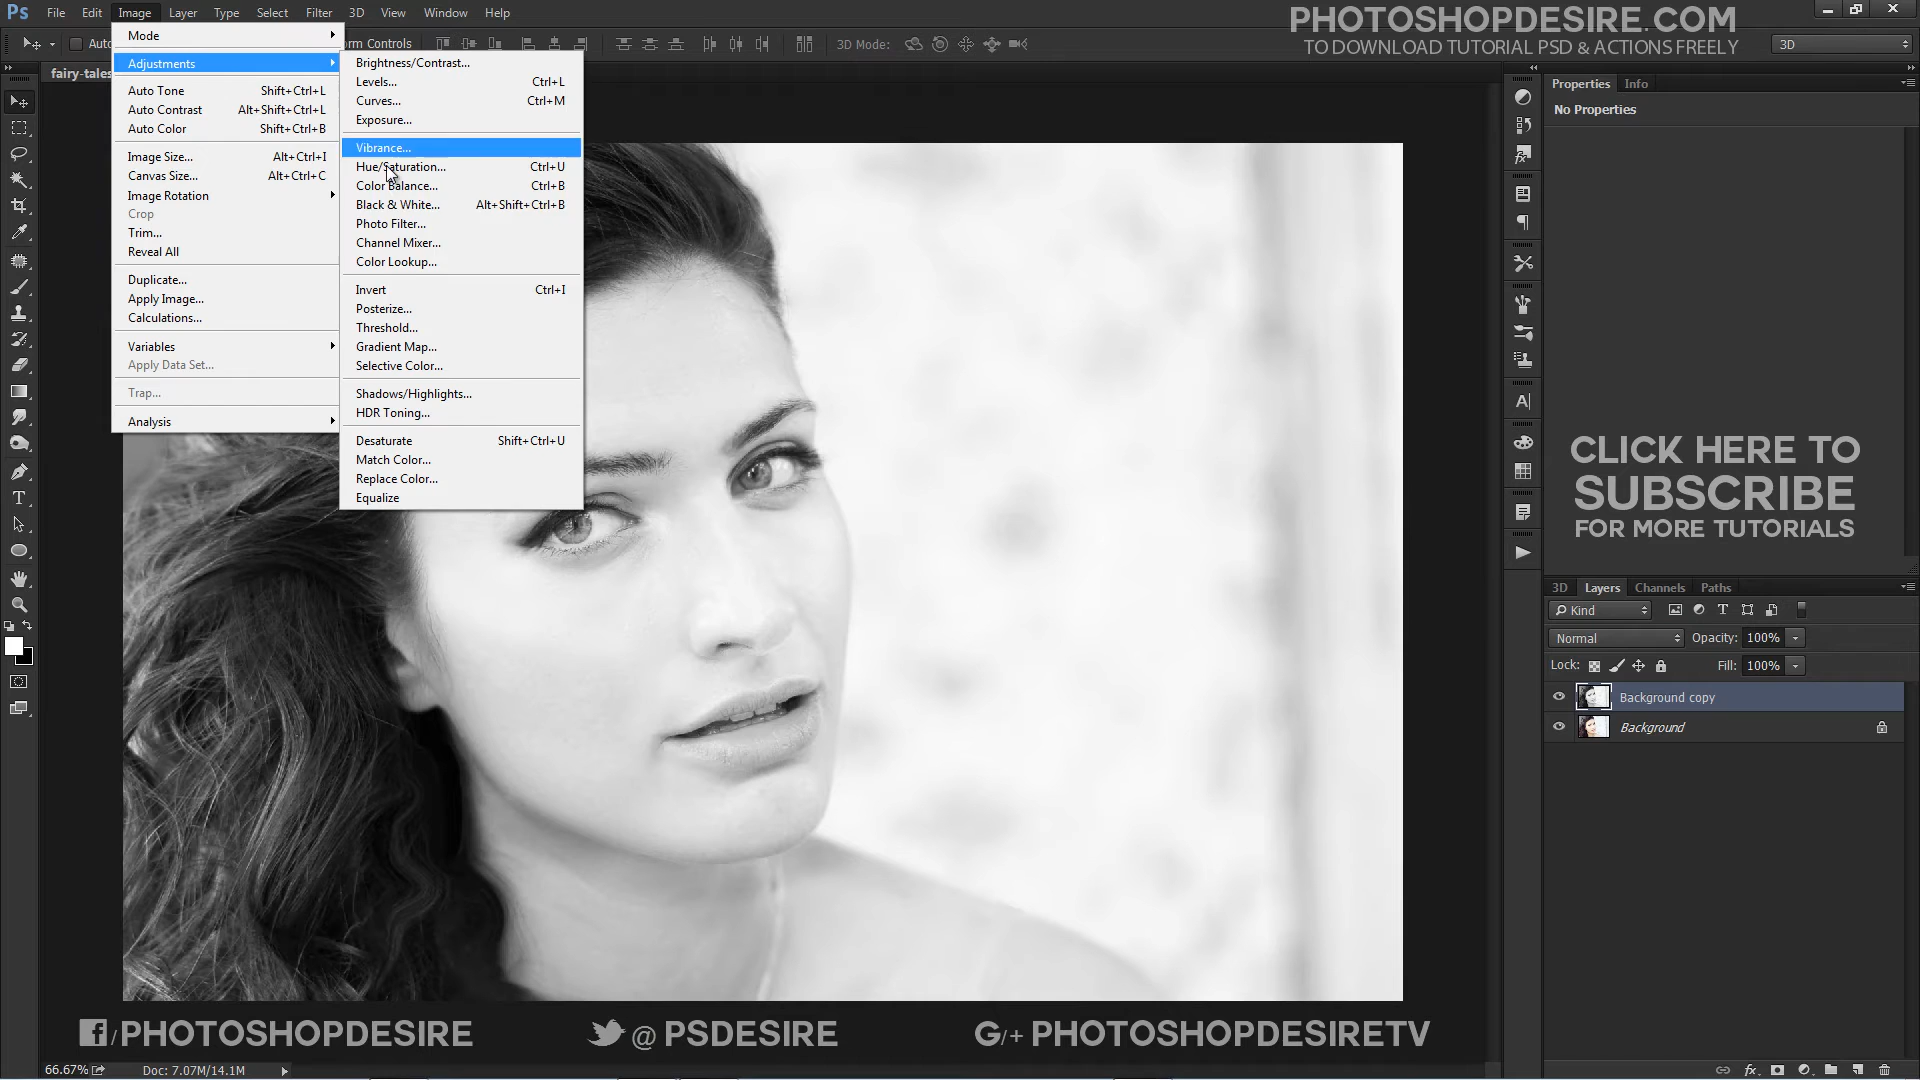 Ps File Edit Image Layer Type Select Filter 3D View Window Help
PHOTOSHOPDESIRE.COM
TO DOWNLOAD TUTORIAL PSD & ACTIONS FREELY
3D Mode:
3D
fairy-tales
Mode
Adjustments
Auto Tone Shift+Ctrl+L
Auto Contrast Alt+Shift+Ctrl+L
Auto Color Shift+Ctrl+B
Image Size... Alt+Ctrl+I
Canvas Size... Alt+Ctrl+C
Image Rotation
Crop
Trim...
Reveal All
Duplicate...
Apply Image...
Calculations...
Variables
Apply Data Set...
Trap...
Analysis
Controls
Brightness/Contrast...
Levels... Ctrl+L
Curves... Ctrl+M
Exposure...
Vibrance...
Hue/Saturation... Ctrl+U
Color Balance... Ctrl+B
Black & White... Alt+Shift+Ctrl+B
Photo Filter...
Channel Mixer...
Color Lookup...
Invert Ctrl+I
Posterize...
Threshold...
Gradient Map...
Selective Color...
Shadows/Highlights...
HDR Toning...
Desaturate Shift+Ctrl+U
Match Color...
Replace Color...
Equalize
Properties Info
No Properties
CLICK HERE TO
SUBSCRIBE
FOR MORE TUTORIALS
3D Layers Channels Paths
Kind
Normal Opacity: 100%
Lock: Fill: 100%
Background copy
Background
f/PHOTOSHOPDESIRE @ PSDESIRE G/+ PHOTOSHOPDESIRETV
66.67% Doc: 7.07M/14.1M